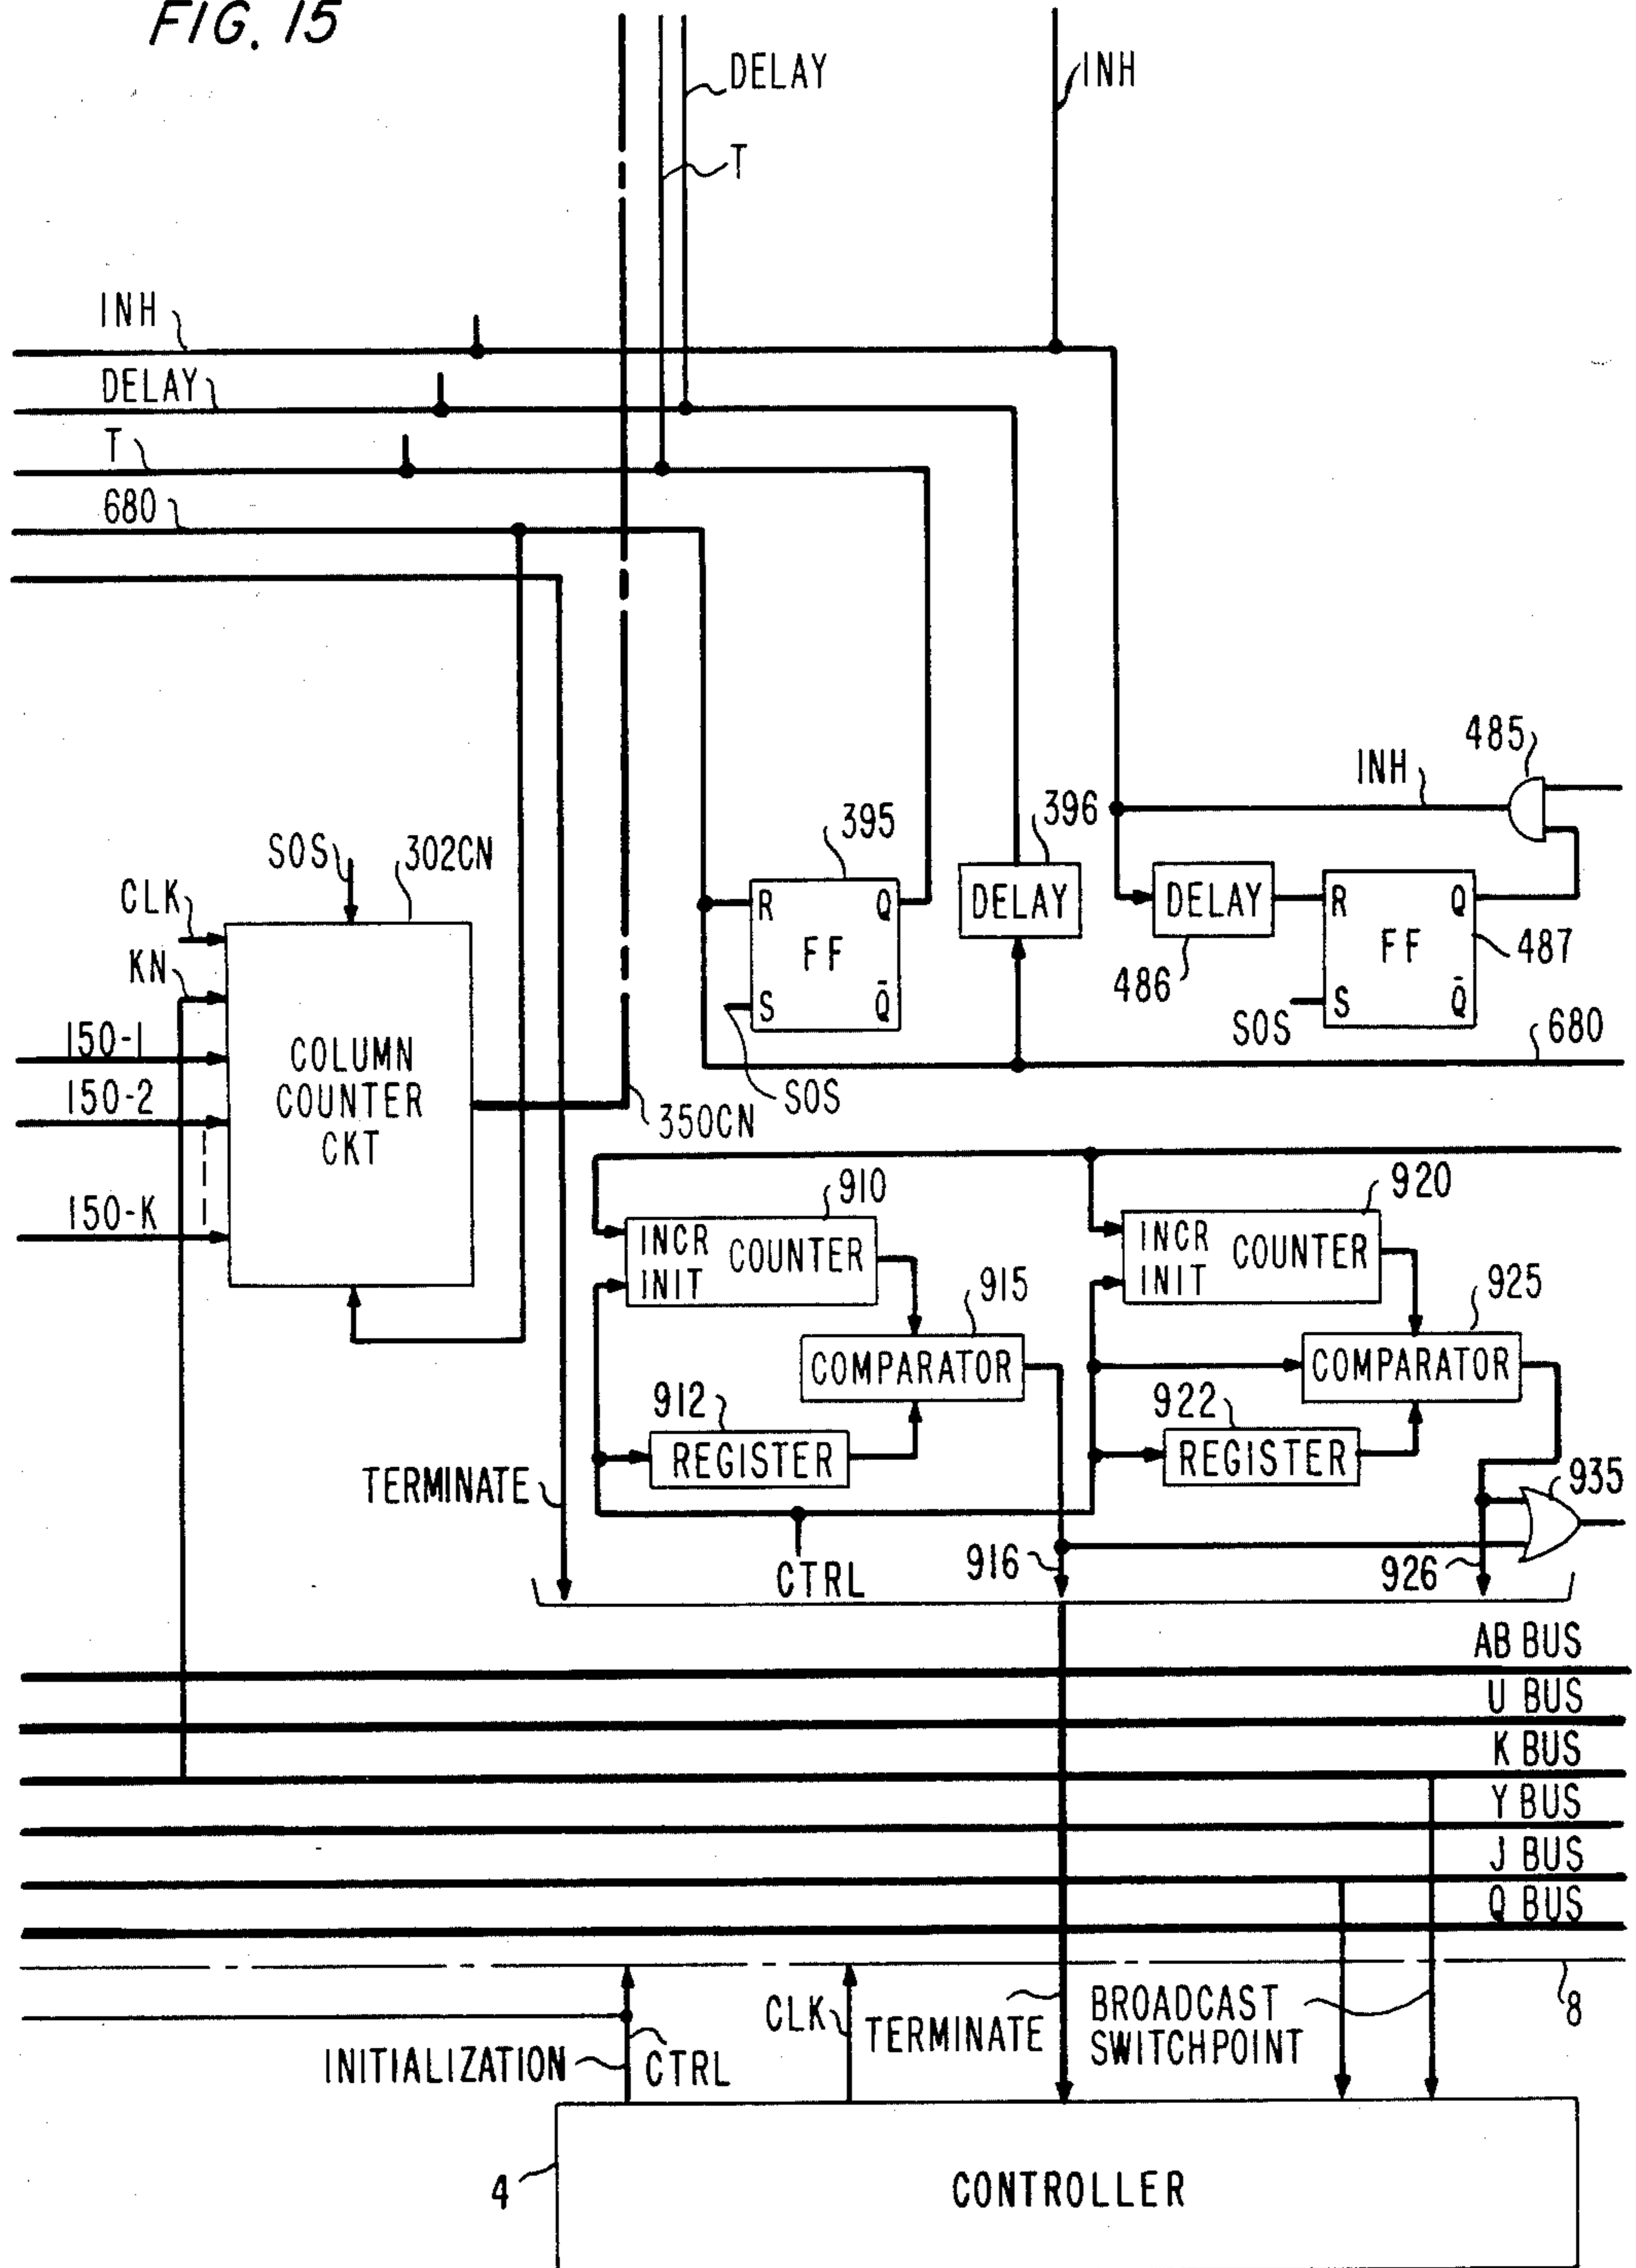 FIG. 15
DELAY
INH
T
INH
DELAY
T
680
485
INH
395
396
SOS
302CN
CLK
KN
R Q
FF
S Q̄
DELAY
DELAY
486
R Q
FF
S Q̄
487
SOS
680
150-1
150-2
150-K
COLUMN
COUNTER
CKT
SOS
350CN
910
920
INCR COUNTER
INIT
INCR COUNTER
INIT
915
925
COMPARATOR
COMPARATOR
912
922
REGISTER
REGISTER
TERMINATE
935
CTRL
916
926
AB BUS
U BUS
K BUS
Y BUS
J BUS
Q BUS
8
INITIALIZATION
CTRL
CLK
TERMINATE
BROADCAST
SWITCHPOINT
4
CONTROLLER